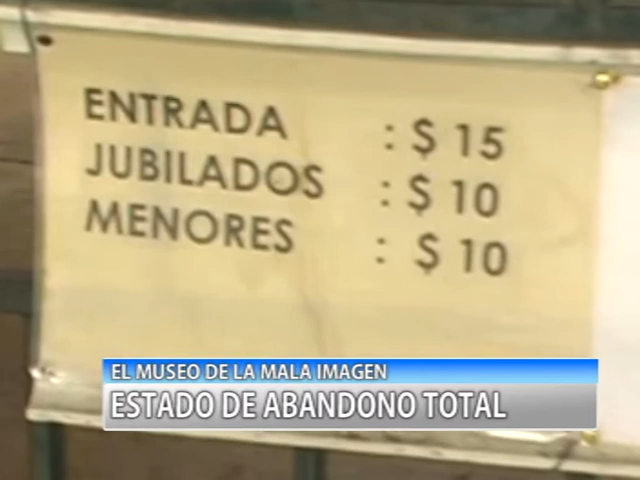 ENTRADA : $ 15
JUBILADOS : $ 10
MENORES : $ 10
EL MUSEO DE LA MALA IMAGEN
ESTADO DE ABANDONO TOTAL